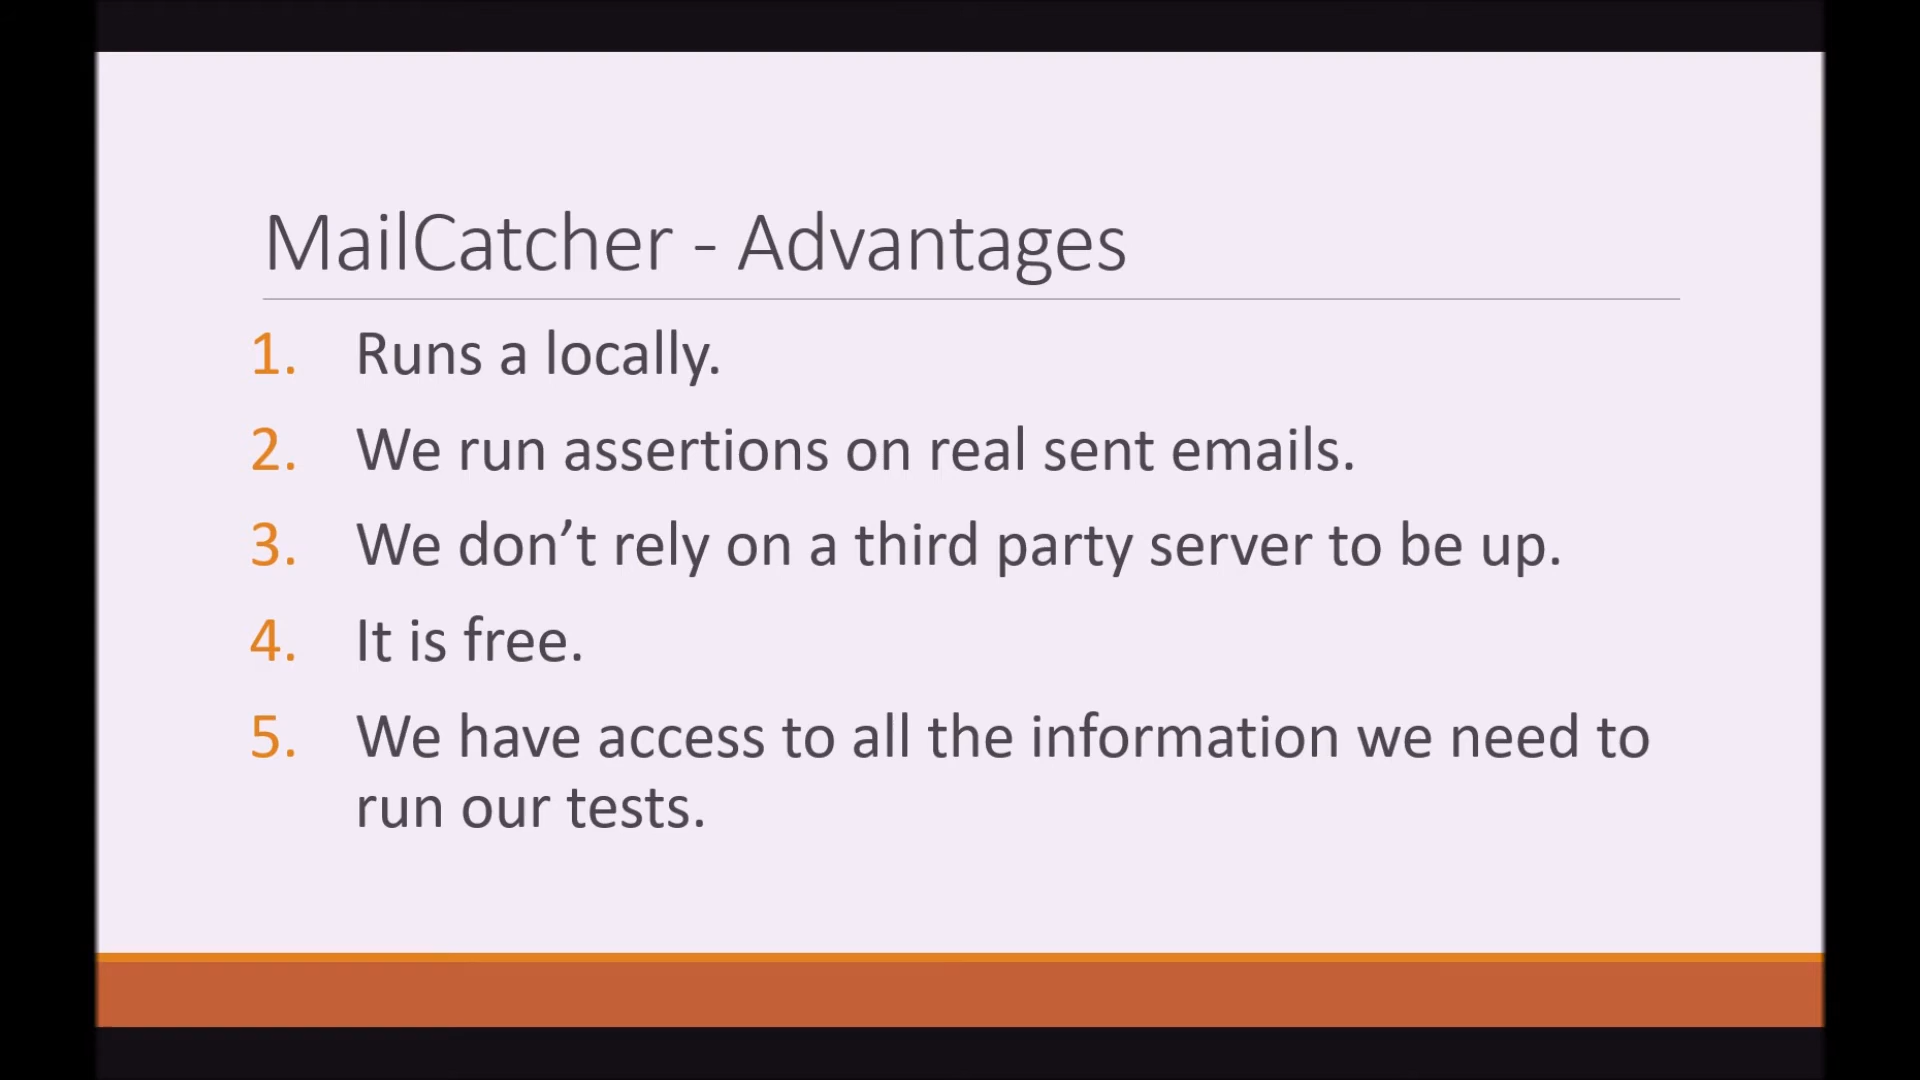 MailCatcher - Advantages
1. Runs a locally.
2. We run assertions on real sent emails.
3. We don’t rely on a third party server to be up.
4. It is free.
5. We have access to all the information we need to
run our tests.